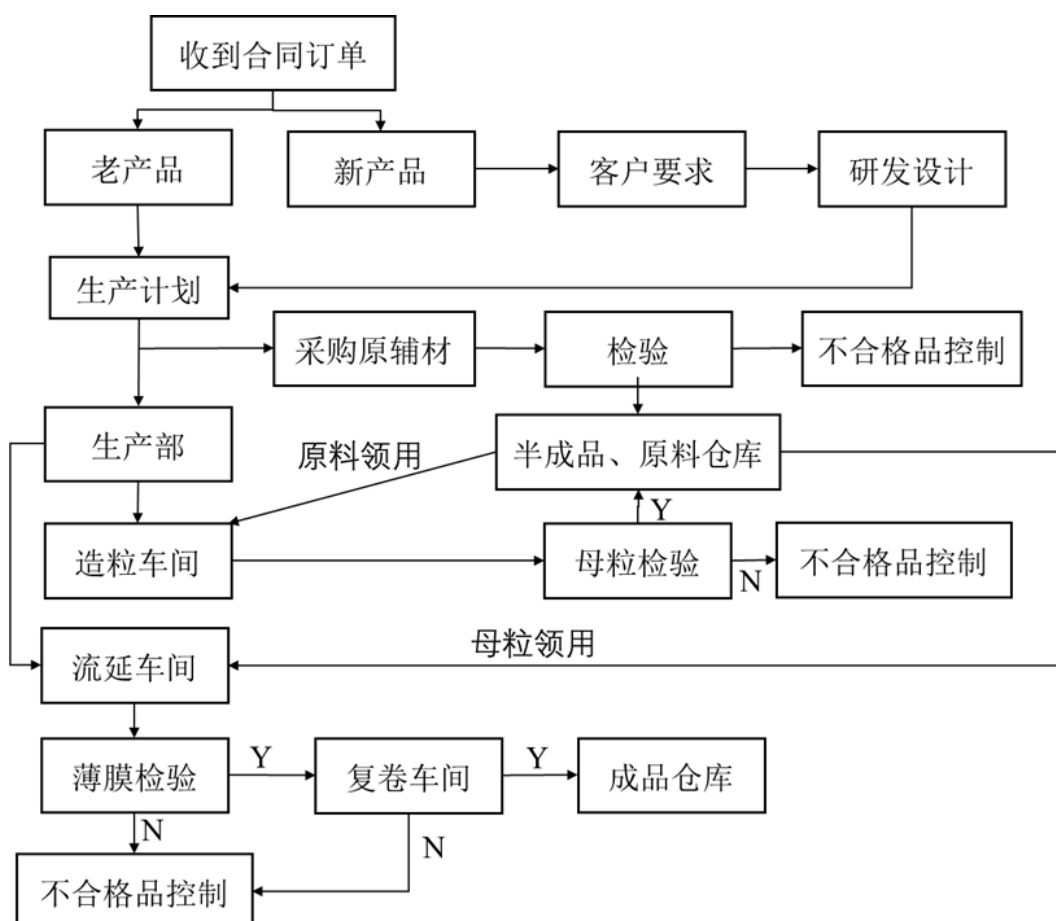 收到合同订单
老产品
新产品
客户要求
研发设计
生产计划
采购原辅材
检验
不合格品控制
生产部
原料领用
半成品、原料仓库
Y
造粒车间
母粒检验
N
不合格品控制
母粒领用
流延车间
薄膜检验
Y
复卷车间
Y
成品仓库
N
N
不合格品控制